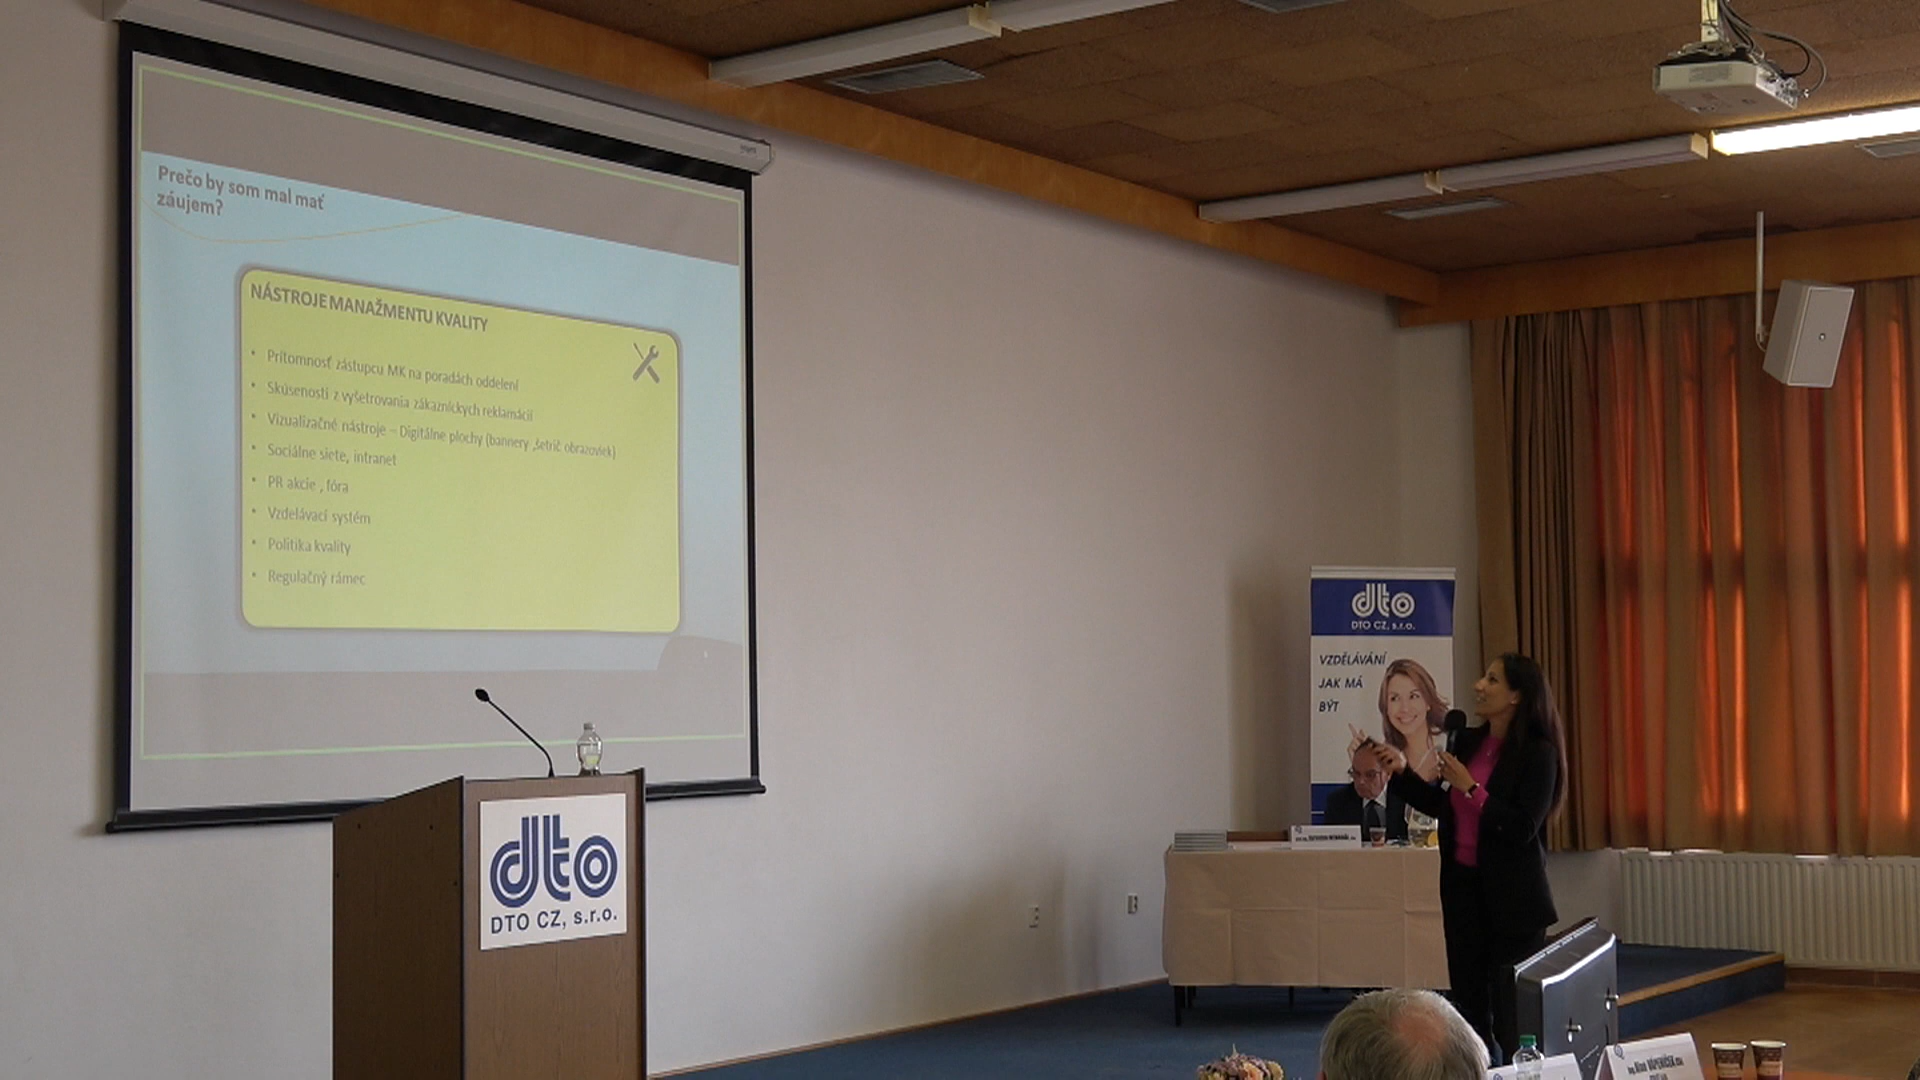 Prečo by som mal mať
záujem?
NÁSTROJE MANAŽMENTU KVALITY
• Prítomnosť zástupcu MK na poradách oddelení
• Skúsenosti z vyšetrovania zákazníckych reklamácií
• Vizualizačné nástroje – Digitálne plochy (bannery ,šetrič obrazoviek)
• Sociálne siete, intranet
• PR akcie , fóra
• Vzdelávací systém
• Politika kvality
• Regulačný rámec
dto
DTO CZ, s.r.o.
dto
DTO CZ, s.r.o.
VZDĚLÁVÁNÍ
JAK MÁ
BÝT